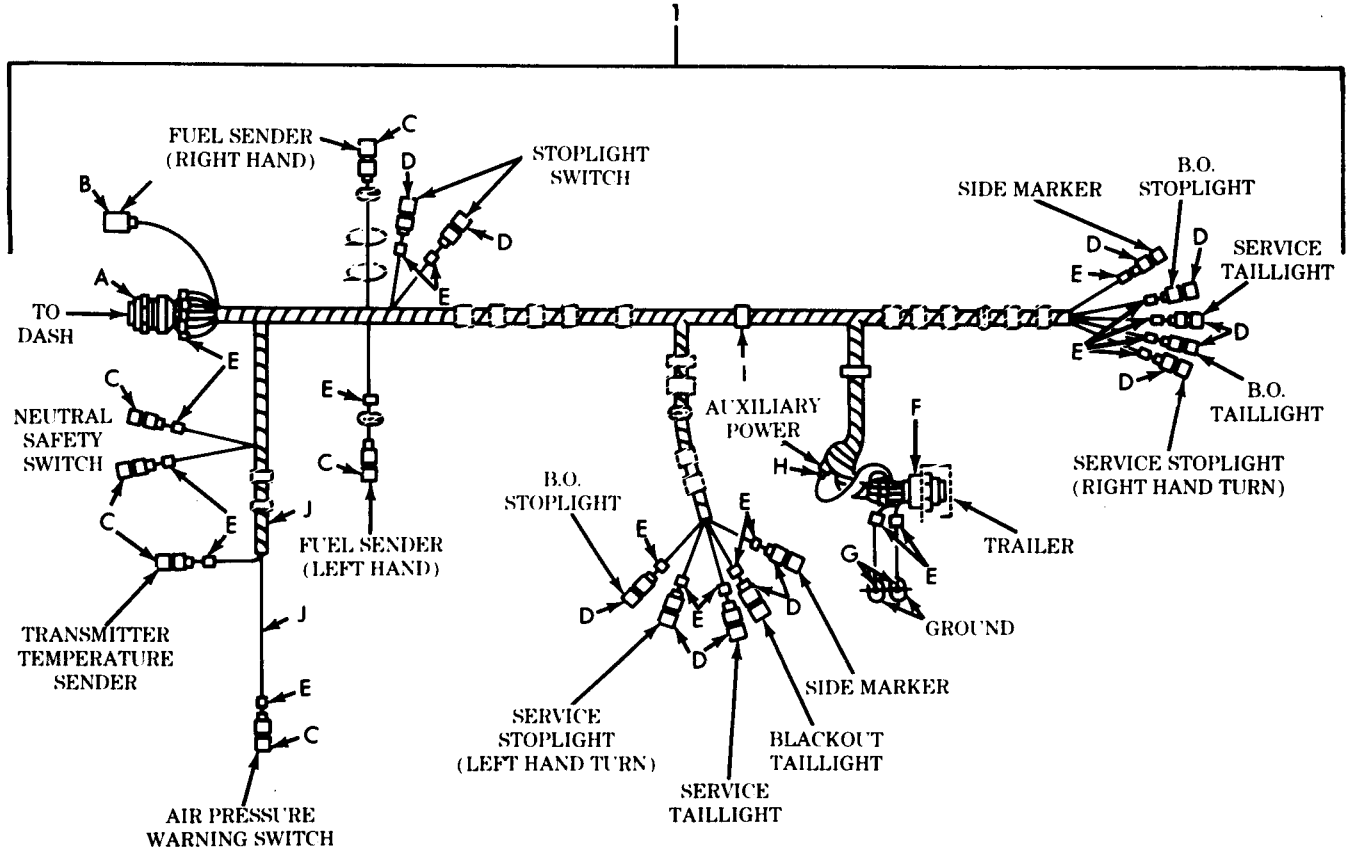 1
FUEL SENDER
(RIGHT HAND)
C
D
STOPLIGHT
SWITCH
B
D
E
A
TO
DASH
E
SIDE MARKER
B.O.
STOPLIGHT
D
D
E
SERVICE
TAILLIGHT
D
E
D
B.O.
TAILLIGHT
SERVICE STOPLIGHT
(RIGHT HAND TURN)
C
NEUTRAL
SAFETY
SWITCH
E
C
FUEL SENDER
(LEFT HAND)
I
AUXILIARY
POWER
H
F
TRAILER
G
E
GROUND
C
E
J
TRANSMITTER
TEMPERATURE
SENDER
J
E
C
AIR PRESSURE
WARNING SWITCH
B.O.
STOPLIGHT
E
E
D
E
D
D
SIDE MARKER
SERVICE
STOPLIGHT
(LEFT HAND TURN)
BLACKOUT
TAILLIGHT
SERVICE
TAILLIGHT